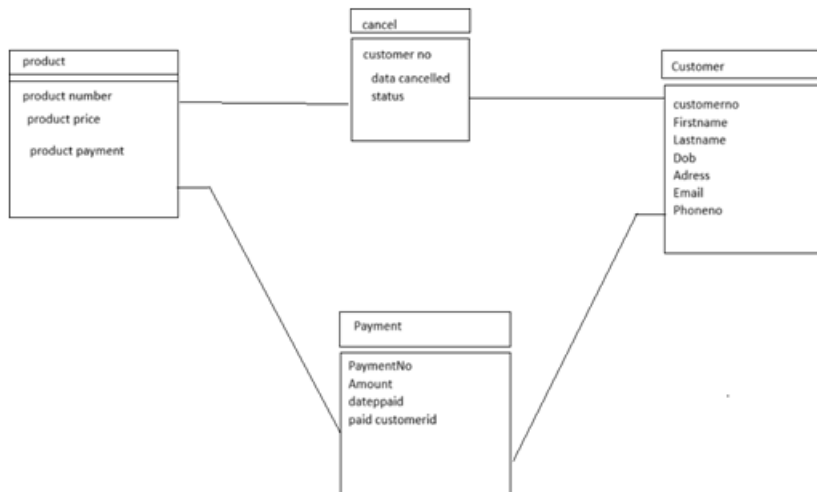 product
product number
product price
product payment
cancel
customer no
data cancelled
status
Customer
customerno
Firstname
Lastname
Dob
Adress
Email
Phoneno
Payment
PaymentNo
Amount
dateppaid
paid customerid